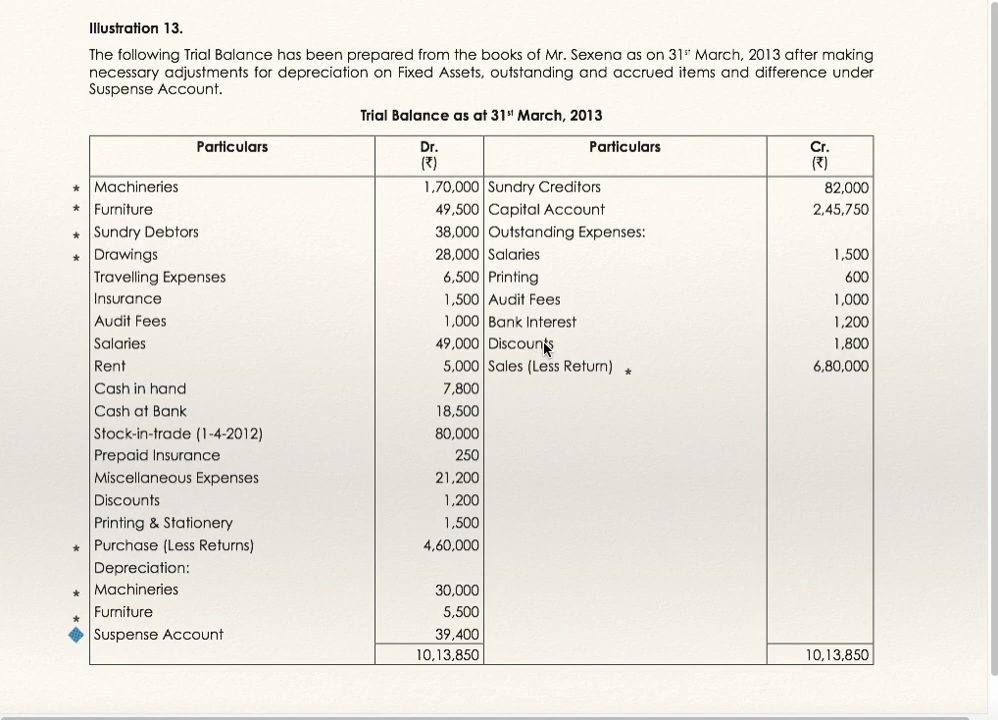 Illustration 13.
The following Trial Balance has been prepared from the books of Mr. Sexena as on 31st March, 2013 after making
necessary adjustments for depreciation on Fixed Assets, outstanding and accrued items and difference under
Suspense Account.
Trial Balance as at 31st March, 2013
Particulars Dr. (₹) Particulars Cr. (₹)
* Machineries 1,70,000 Sundry Creditors 82,000
* Furniture 49,500 Capital Account 2,45,750
* Sundry Debtors 38,000 Outstanding Expenses:
* Drawings 28,000 Salaries 1,500
Travelling Expenses 6,500 Printing 600
Insurance 1,500 Audit Fees 1,000
Audit Fees 1,000 Bank Interest 1,200
Salaries 49,000 Discounts 1,800
Rent 5,000 Sales (Less Return) * 6,80,000
Cash in hand 7,800
Cash at Bank 18,500
Stock-in-trade (1-4-2012) 80,000
Prepaid Insurance 250
Miscellaneous Expenses 21,200
Discounts 1,200
Printing & Stationery 1,500
* Purchase (Less Returns) 4,60,000
Depreciation:
* Machineries 30,000
* Furniture 5,500
Suspense Account 39,400
10,13,850 10,13,850